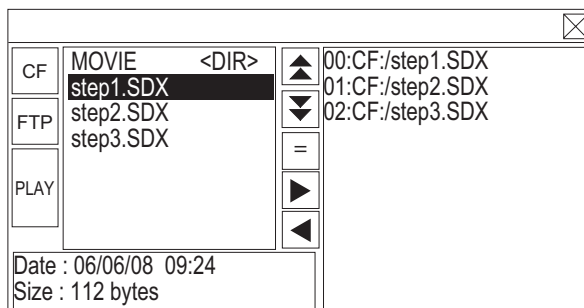 CF
FTP
PLAY
MOVIE <DIR>
step1.SDX
step2.SDX
step3.SDX
=
00:CF:/step1.SDX
01:CF:/step2.SDX
02:CF:/step3.SDX
Date : 06/06/08 09:24
Size : 112 bytes